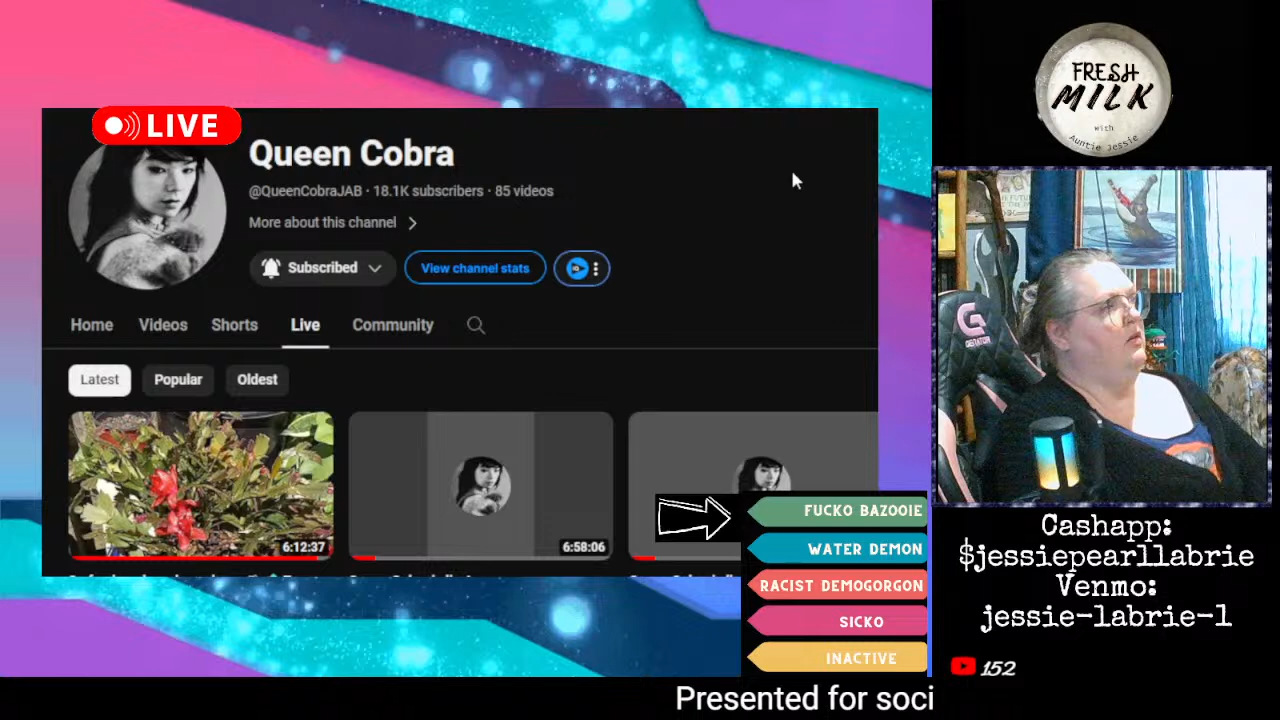 LIVE
Queen Cobra
@QueenCobraJAB · 18.1K subscribers · 85 videos
More about this channel
Subscribed
View channel stats
Home Videos Shorts Live Community
Latest Popular Oldest
6:12:37
6:58:06
FUCKO BAZOOIE
WATER DEMON
RACIST DEMOGORGON
SICKO
INACTIVE
Presented for soci
FRESH
MILK
with
Auntie Jessie
Cashapp:
$jessiepearllabrie
Venmo:
jessie-labrie-1
152